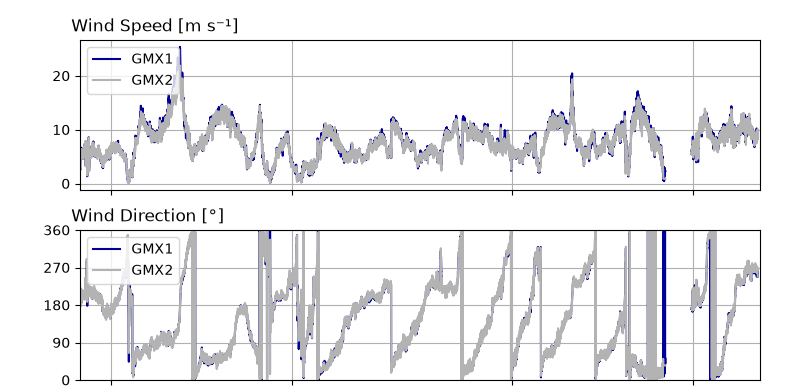 Wind Speed [m s⁻¹]
GMX1
GMX2
20
10
0
Wind Direction [°]
GMX1
GMX2
360
270
180
90
0